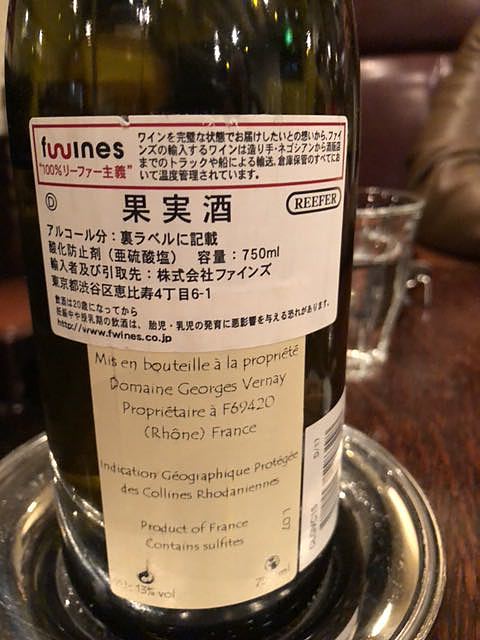 fwines
"100%リーファー主義"
ワインを完璧な状態でお届けしたいとの想いから、ファイ
ンズの輸入するワインは造り手・ネゴシアンから酒販店
までのトラックや船による輸送、倉庫保管のすべてにお
いて温度管理されています。
D
果実酒
REEFER
アルコール分：裏ラベルに記載
酸化防止剤（亜硫酸塩） 容量：750ml
輸入者及び引取先：株式会社ファインズ
東京都渋谷区恵比寿4丁目6-1
飲酒は20歳になってから
妊娠中や授乳期の飲酒は、胎児・乳児の発育に悪影響を与える恐れがあります。
http://www.fwines.co.jp
Mis en bouteille à la propriété
Domaine Georges Vernay
Propriétaire à F69420
(Rhône) France
Indication Géographique Protégée
des Collines Rhodaniennes
Product of France
Contains sulfites
L 07
13% vol
ml
D/17